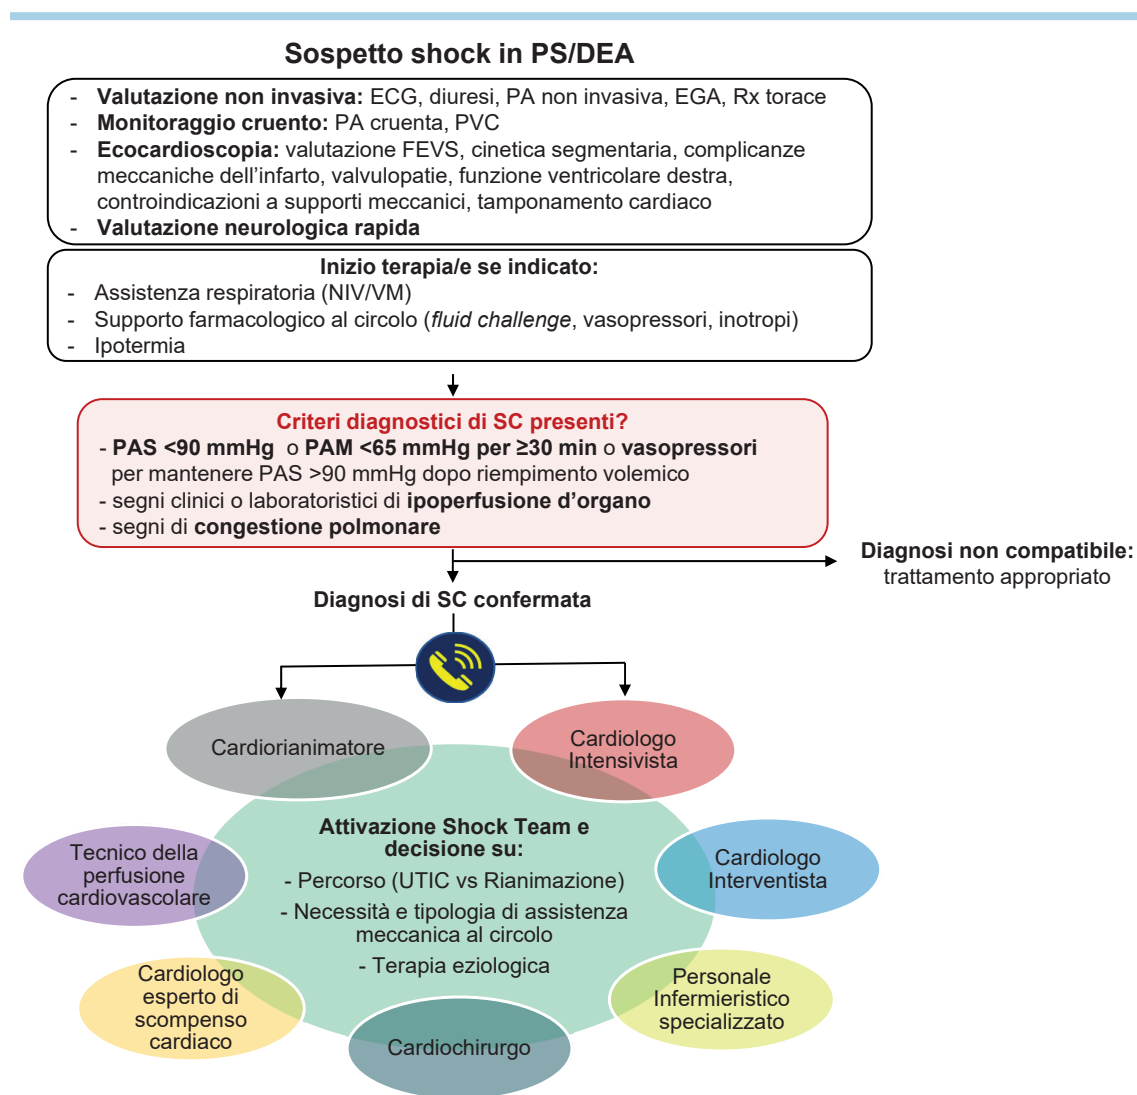 Sospetto shock in PS/DEA
- Valutazione non invasiva: ECG, diuresi, PA non invasiva, EGA, Rx torace
- Monitoraggio cruento: PA cruenta, PVC
- Ecocardioscopia: valutazione FEVS, cinetica segmentaria, complicanze
meccaniche dell'infarto, valvulopatie, funzione ventricolare destra,
controindicazioni a supporti meccanici, tamponamento cardiaco
- Valutazione neurologica rapida
Inizio terapia/e se indicato:
- Assistenza respiratoria (NIV/VM)
- Supporto farmacologico al circolo (fluid challenge, vasopressori, inotropi)
- Ipotermia
Criteri diagnostici di SC presenti?
- PAS <90 mmHg o PAM <65 mmHg per ≥30 min o vasopressori
per mantenere PAS >90 mmHg dopo riempimento volemico
- segni clinici o laboratoristici di ipoperfusione d'organo
- segni di congestione polmonare
Diagnosi non compatibile:
trattamento appropriato
Diagnosi di SC confermata
Cardiorianimatore
Cardiologo
Intensivista
Tecnico della
perfusione
cardiovascolare
Attivazione Shock Team e
decisione su:
- Percorso (UTIC vs Rianimazione)
- Necessità e tipologia di assistenza
meccanica al circolo
- Terapia eziologica
Cardiologo
Interventista
Cardiologo
esperto di
scompenso
cardiaco
Cardiochirurgo
Personale
Infermieristico
specializzato